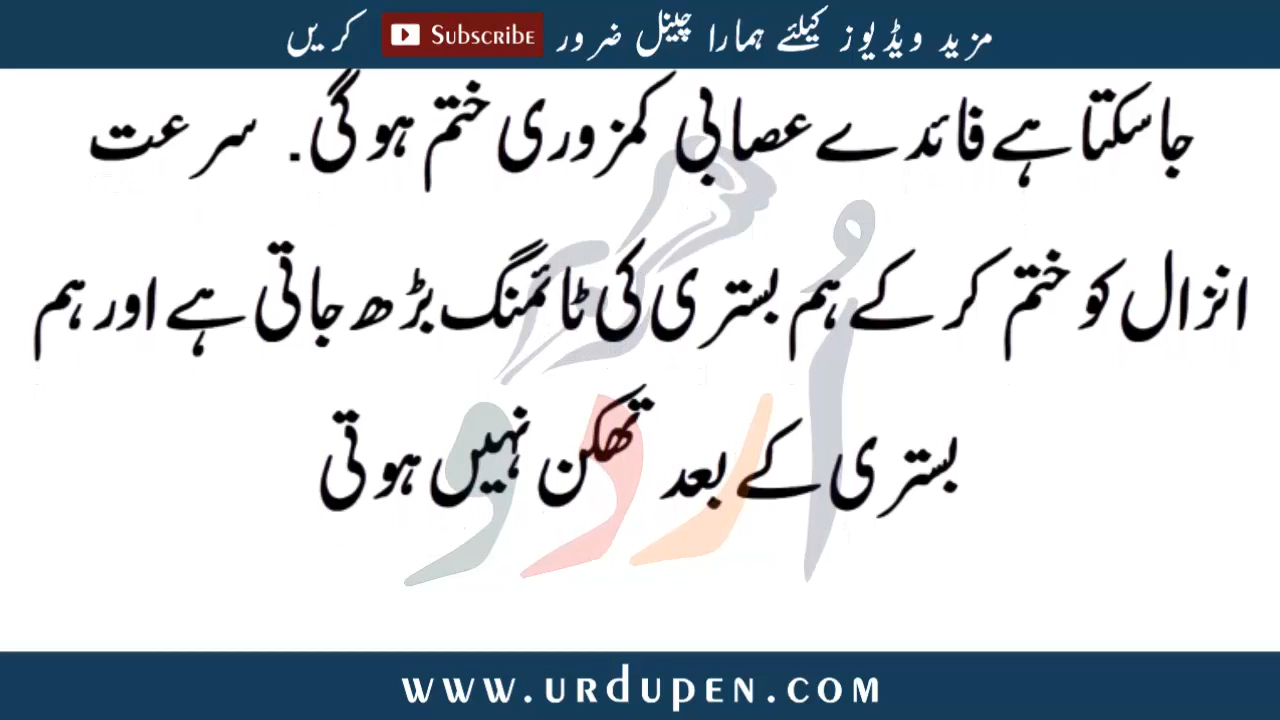 مزید ویڈیوز کیلئے ہمارا چینل ضرور Subscribe کریں
جاسکتا ہے فائدے عصابی کمزوری ختم ہوگی. سرعت
انزال کو ختم کر کے ہم بستری کی ٹائمنگ بڑھ جاتی ہے اور ہم
بستری کے بعد تھکن نہیں ہوتی
اردو
www.urdupen.com